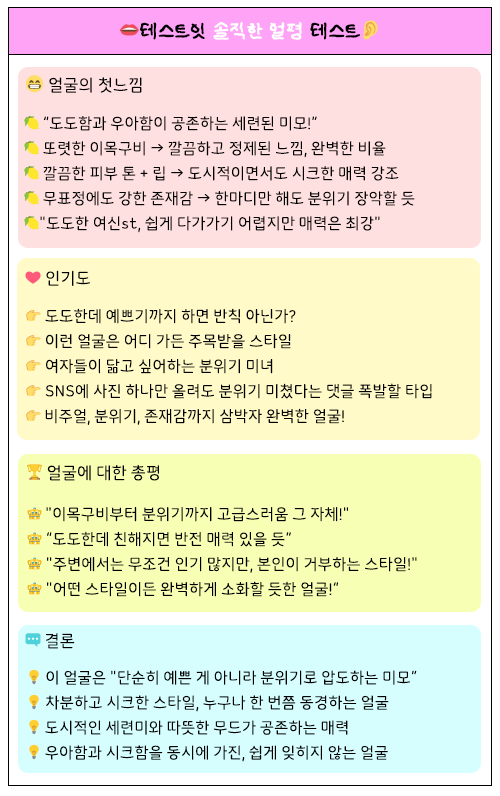 👄테스트잇 솔직한 얼평 테스트👂
😁 얼굴의 첫느낌
🍋 “도도함과 우아함이 공존하는 세련된 미모!”
🍋 또렷한 이목구비 → 깔끔하고 정제된 느낌, 완벽한 비율
🍋 깔끔한 피부 톤 + 립 → 도시적이면서도 시크한 매력 강조
🍋 무표정에도 강한 존재감 → 한마디만 해도 분위기 장악할 듯
🍋"도도한 여신st, 쉽게 다가가기 어렵지만 매력은 최강"
❤️ 인기도
👉 도도한데 예쁘기까지 하면 반칙 아닌가?
👉 이런 얼굴은 어디 가든 주목받을 스타일
👉 여자들이 닮고 싶어하는 분위기 미녀
👉 SNS에 사진 하나만 올려도 분위기 미쳤다는 댓글 폭발할 타입
👉 비주얼, 분위기, 존재감까지 삼박자 완벽한 얼굴!
🏆 얼굴에 대한 총평
"이목구비부터 분위기까지 고급스러움 그 자체!"
“도도한데 친해지면 반전 매력 있을 듯”
"주변에서는 무조건 인기 많지만, 본인이 거부하는 스타일!"
"어떤 스타일이든 완벽하게 소화할 듯한 얼굴!“
💬 결론
💡 이 얼굴은 "단순히 예쁜 게 아니라 분위기로 압도하는 미모”
💡 차분하고 시크한 스타일, 누구나 한 번쯤 동경하는 얼굴
💡 도시적인 세련미와 따뜻한 무드가 공존하는 매력
💡 우아함과 시크함을 동시에 가진, 쉽게 잊히지 않는 얼굴